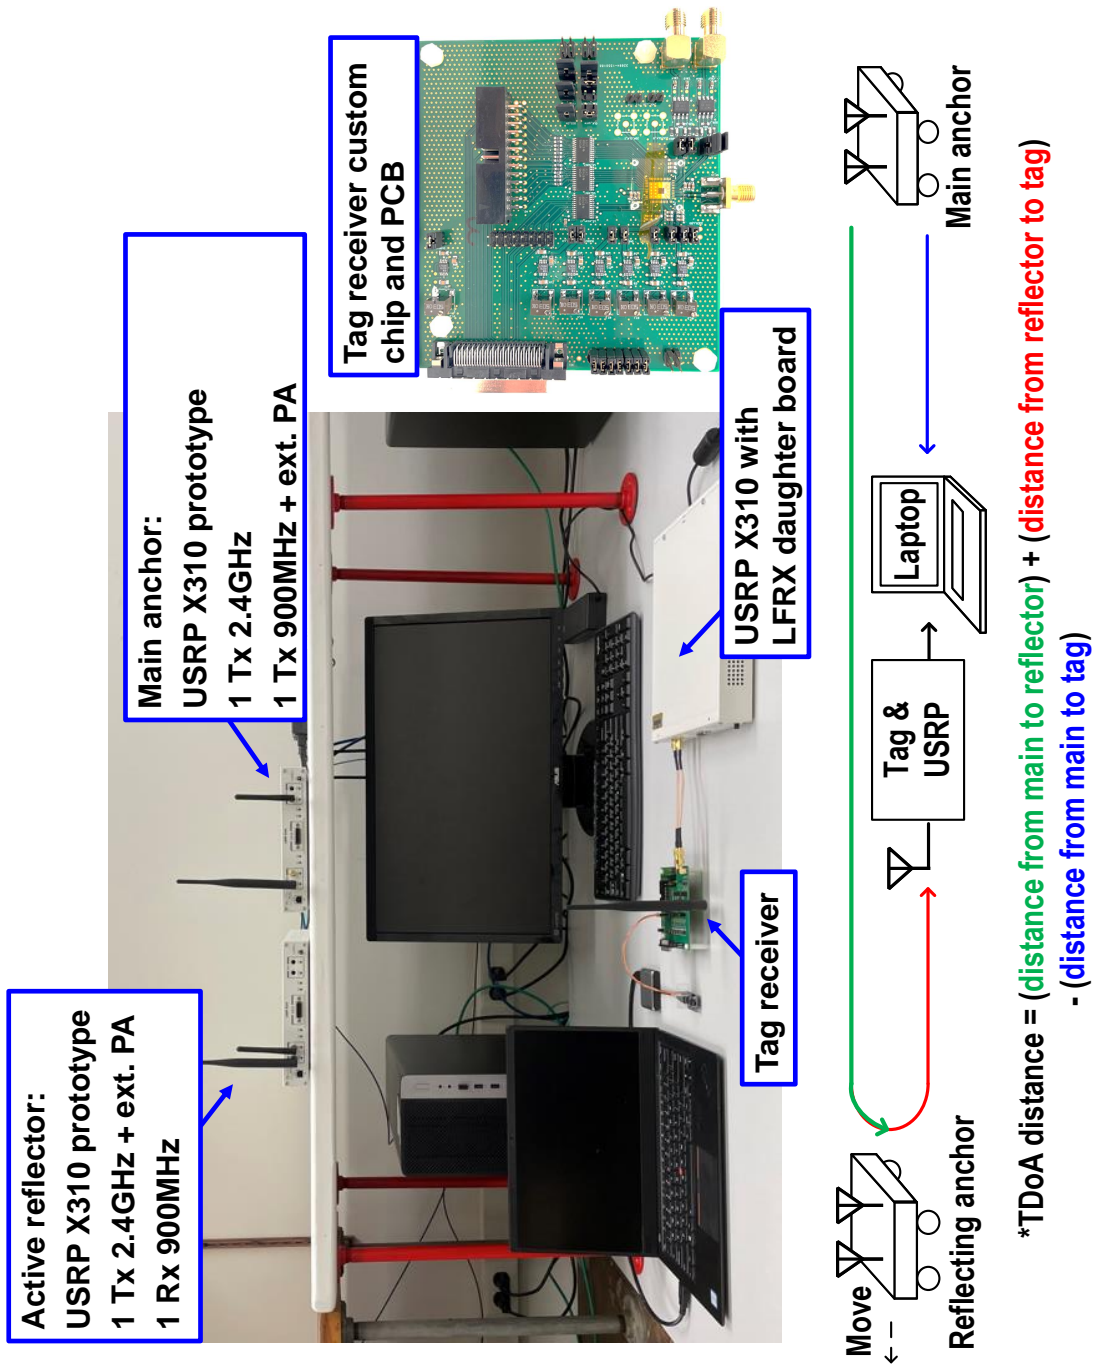 Active reflector:
USRP X310 prototype
1 Tx 2.4GHz + ext. PA
1 Rx 900MHz
Main anchor:
USRP X310 prototype
1 Tx 2.4GHz
1 Tx 900MHz + ext. PA
Tag receiver custom
chip and PCB
Tag receiver
USRP X310 with
LFRX daughter board
Move
Reflecting anchor
Tag &
USRP
Laptop
Main anchor
*TDoA distance = (distance from main to reflector) + (distance from reflector to tag)
- (distance from main to tag)